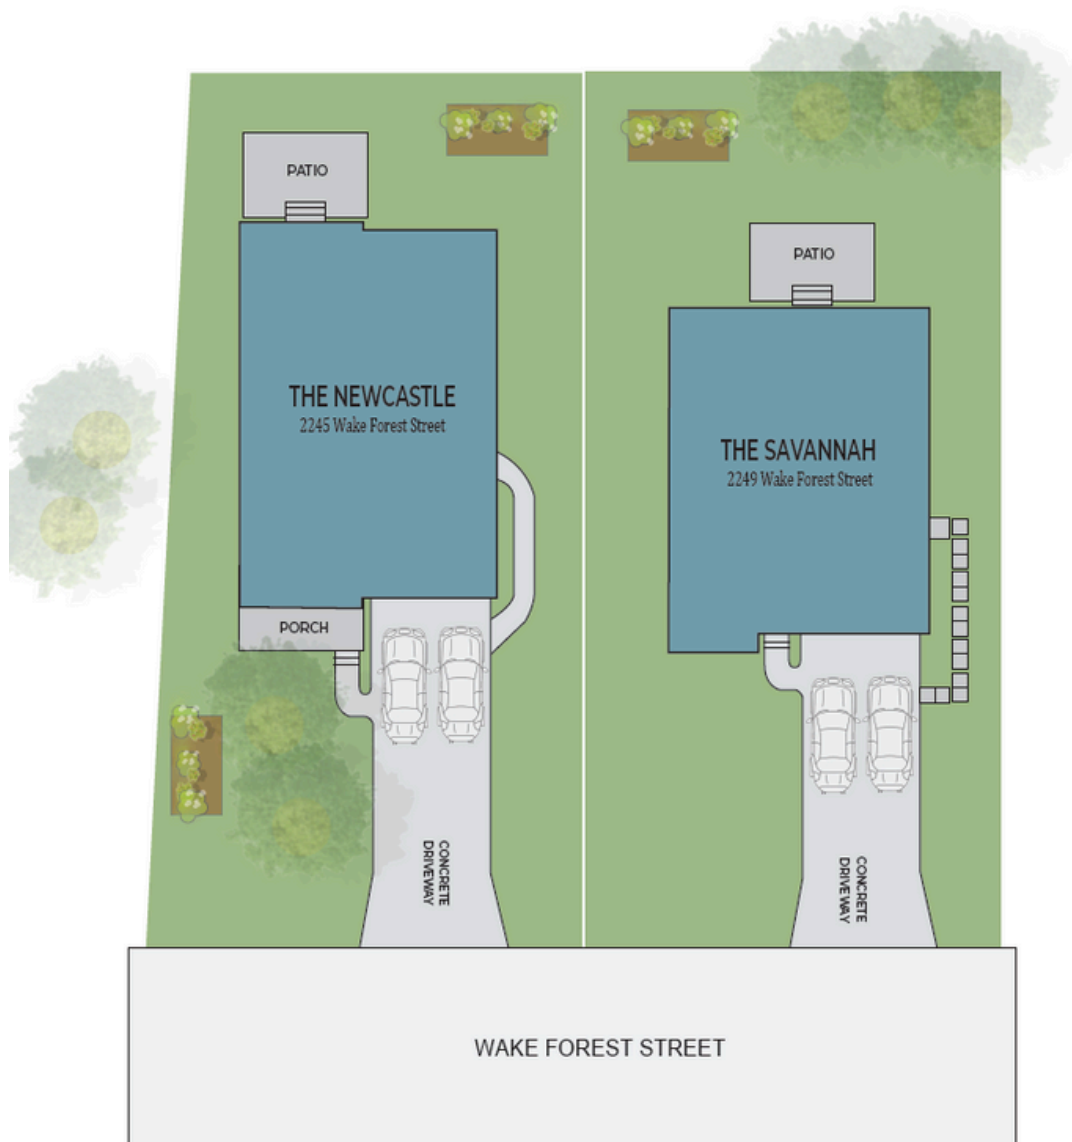 PATIO
THE NEWCASTLE
2245 Wake Forest Street
PORCH
CONCRETE
DRIVEWAY
PATIO
THE SAVANNAH
2249 Wake Forest Street
CONCRETE
DRIVEWAY
WAKE FOREST STREET